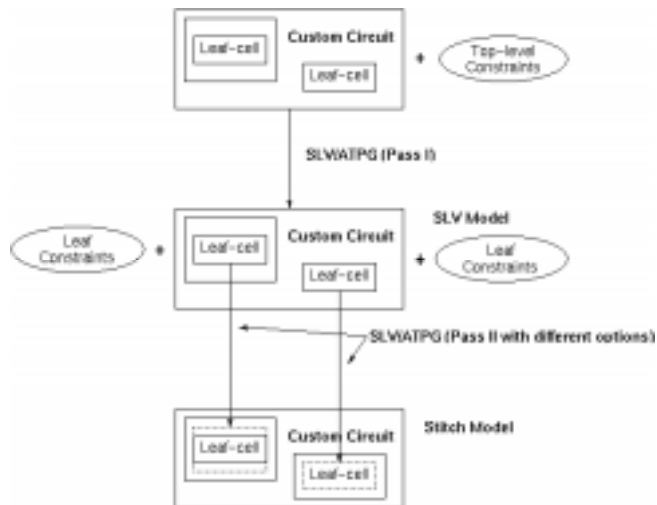 Custom Circuit
Leaf-cell
Leaf-cell
+
Top-level
Constraints
SLV/ATPG (Pass I)
SLV Model
Leaf
Constraints
+
Leaf-cell
Custom Circuit
Leaf-cell
+
Leaf
Constraints
SLV/ATPG (Pass II with different options)
Stitch Model
Custom Circuit
Leaf-cell
Leaf-cell